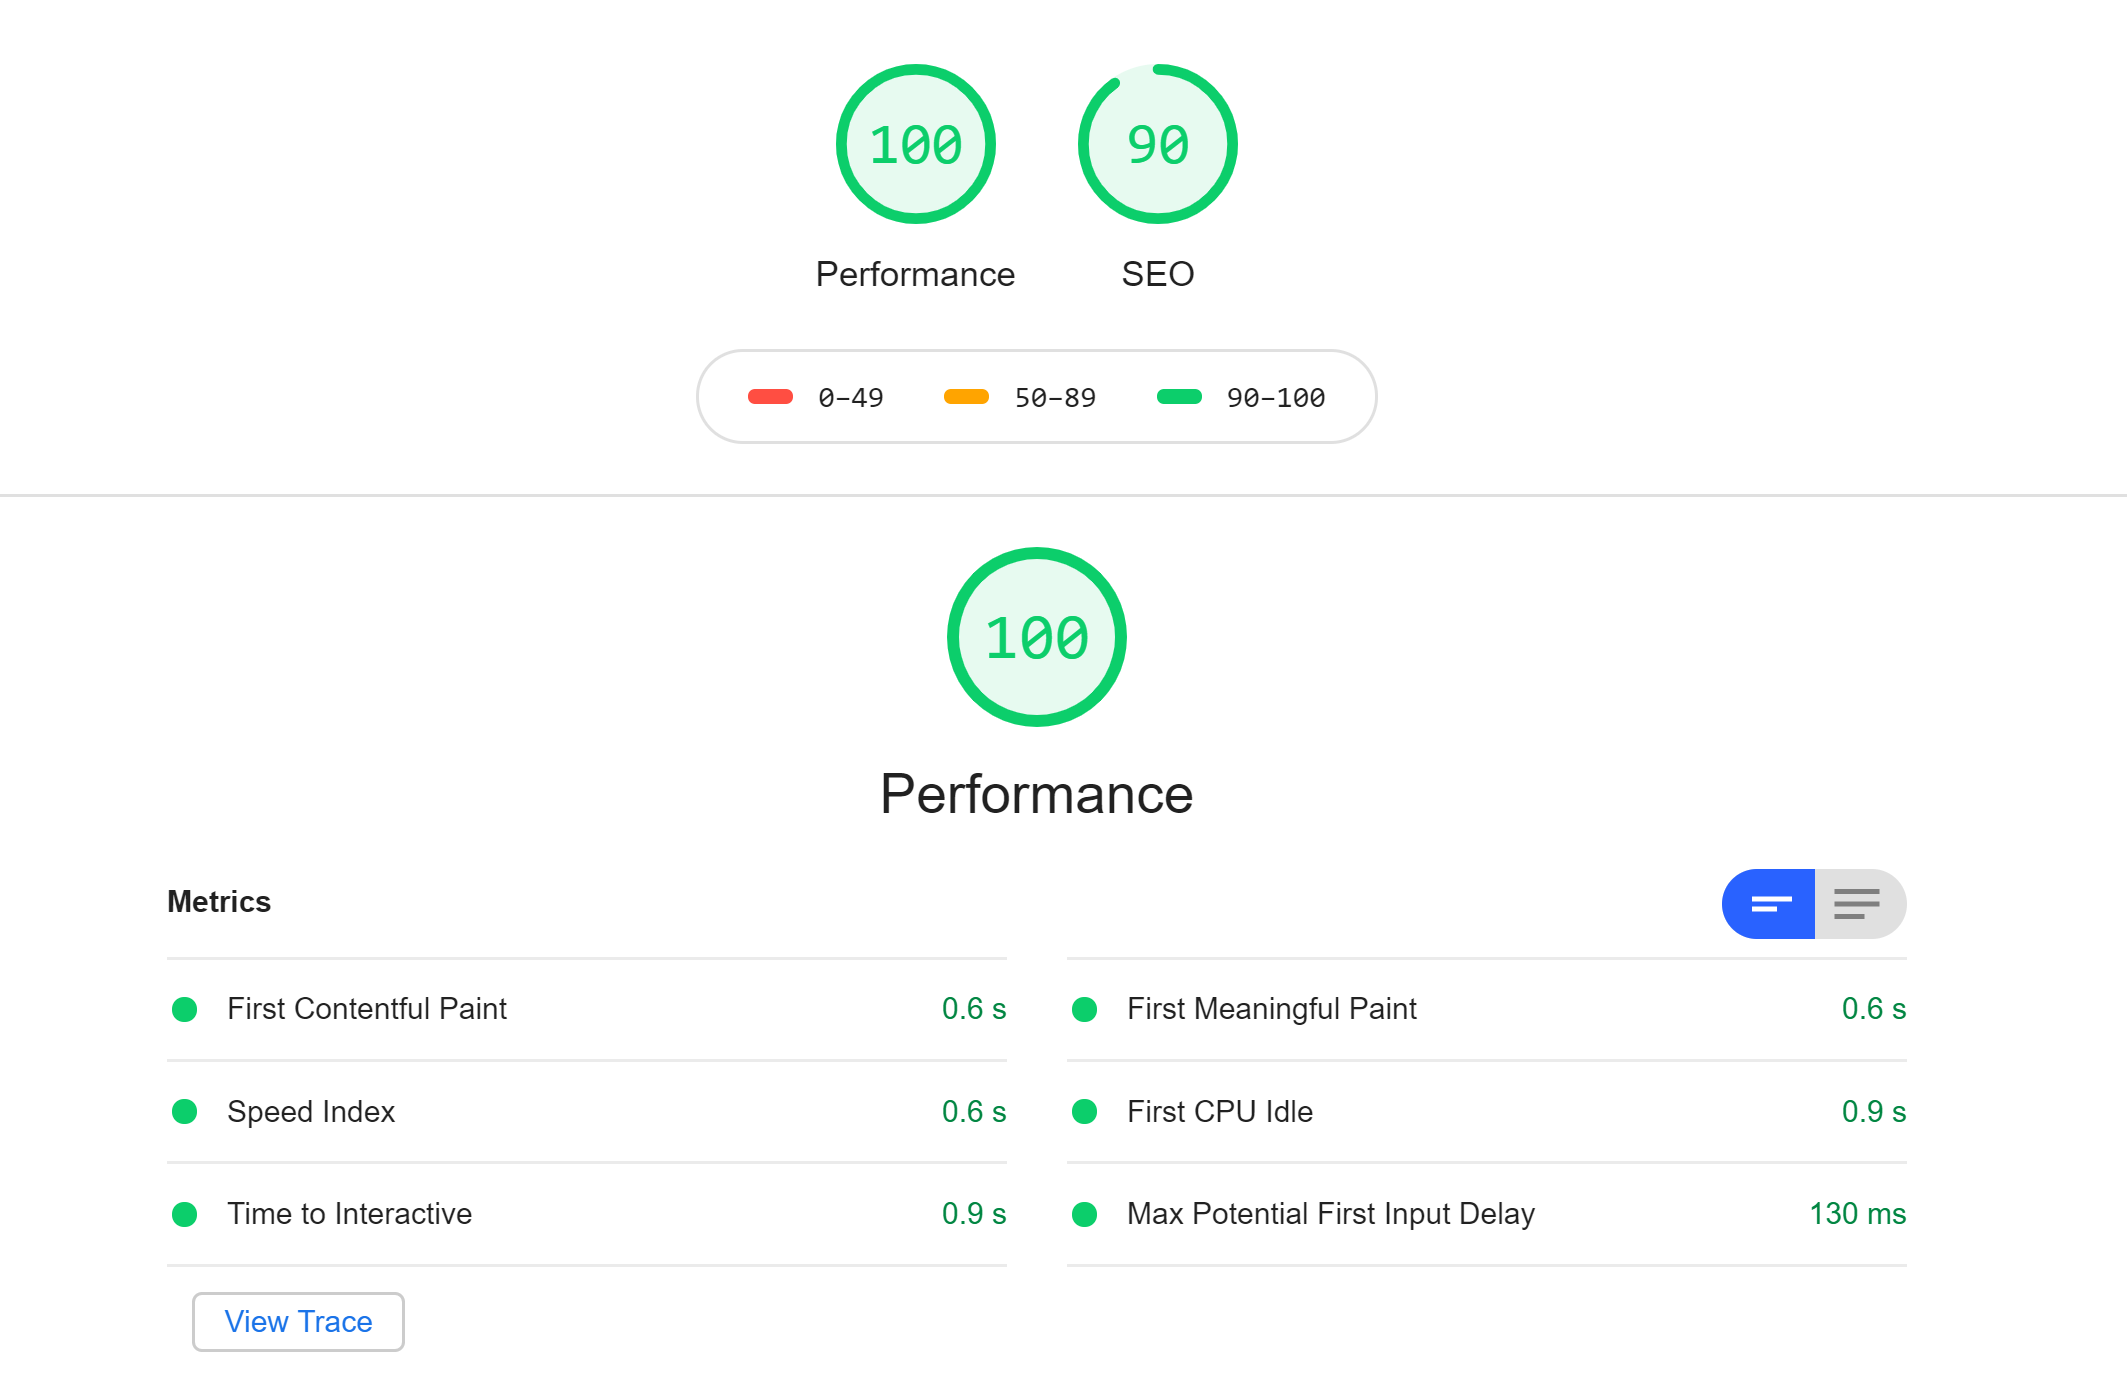 100
90
Performance
SEO
0–49
50–89
90–100
100
Performance
Metrics
First Contentful Paint 0.6 s
First Meaningful Paint 0.6 s
Speed Index 0.6 s
First CPU Idle 0.9 s
Time to Interactive 0.9 s
Max Potential First Input Delay 130 ms
View Trace